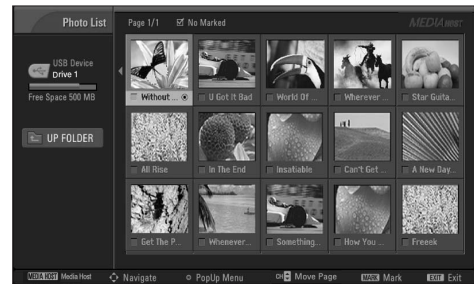 Photo List
Page 1/1 No Marked
MEDIA HOST
USB Device
Drive 1
Free Space 500 MB
UP FOLDER
Without ... U Got It Bad World Of ... Wherever ... Star Guita...
All Rise In The End Insatiable Can't Get ... A New Day...
Get The P... Whenever... Something... How You ... Freeek
MEDIA HOST Media Host Navigate PopUp Menu CH Move Page MARK Mark EXIT Exit